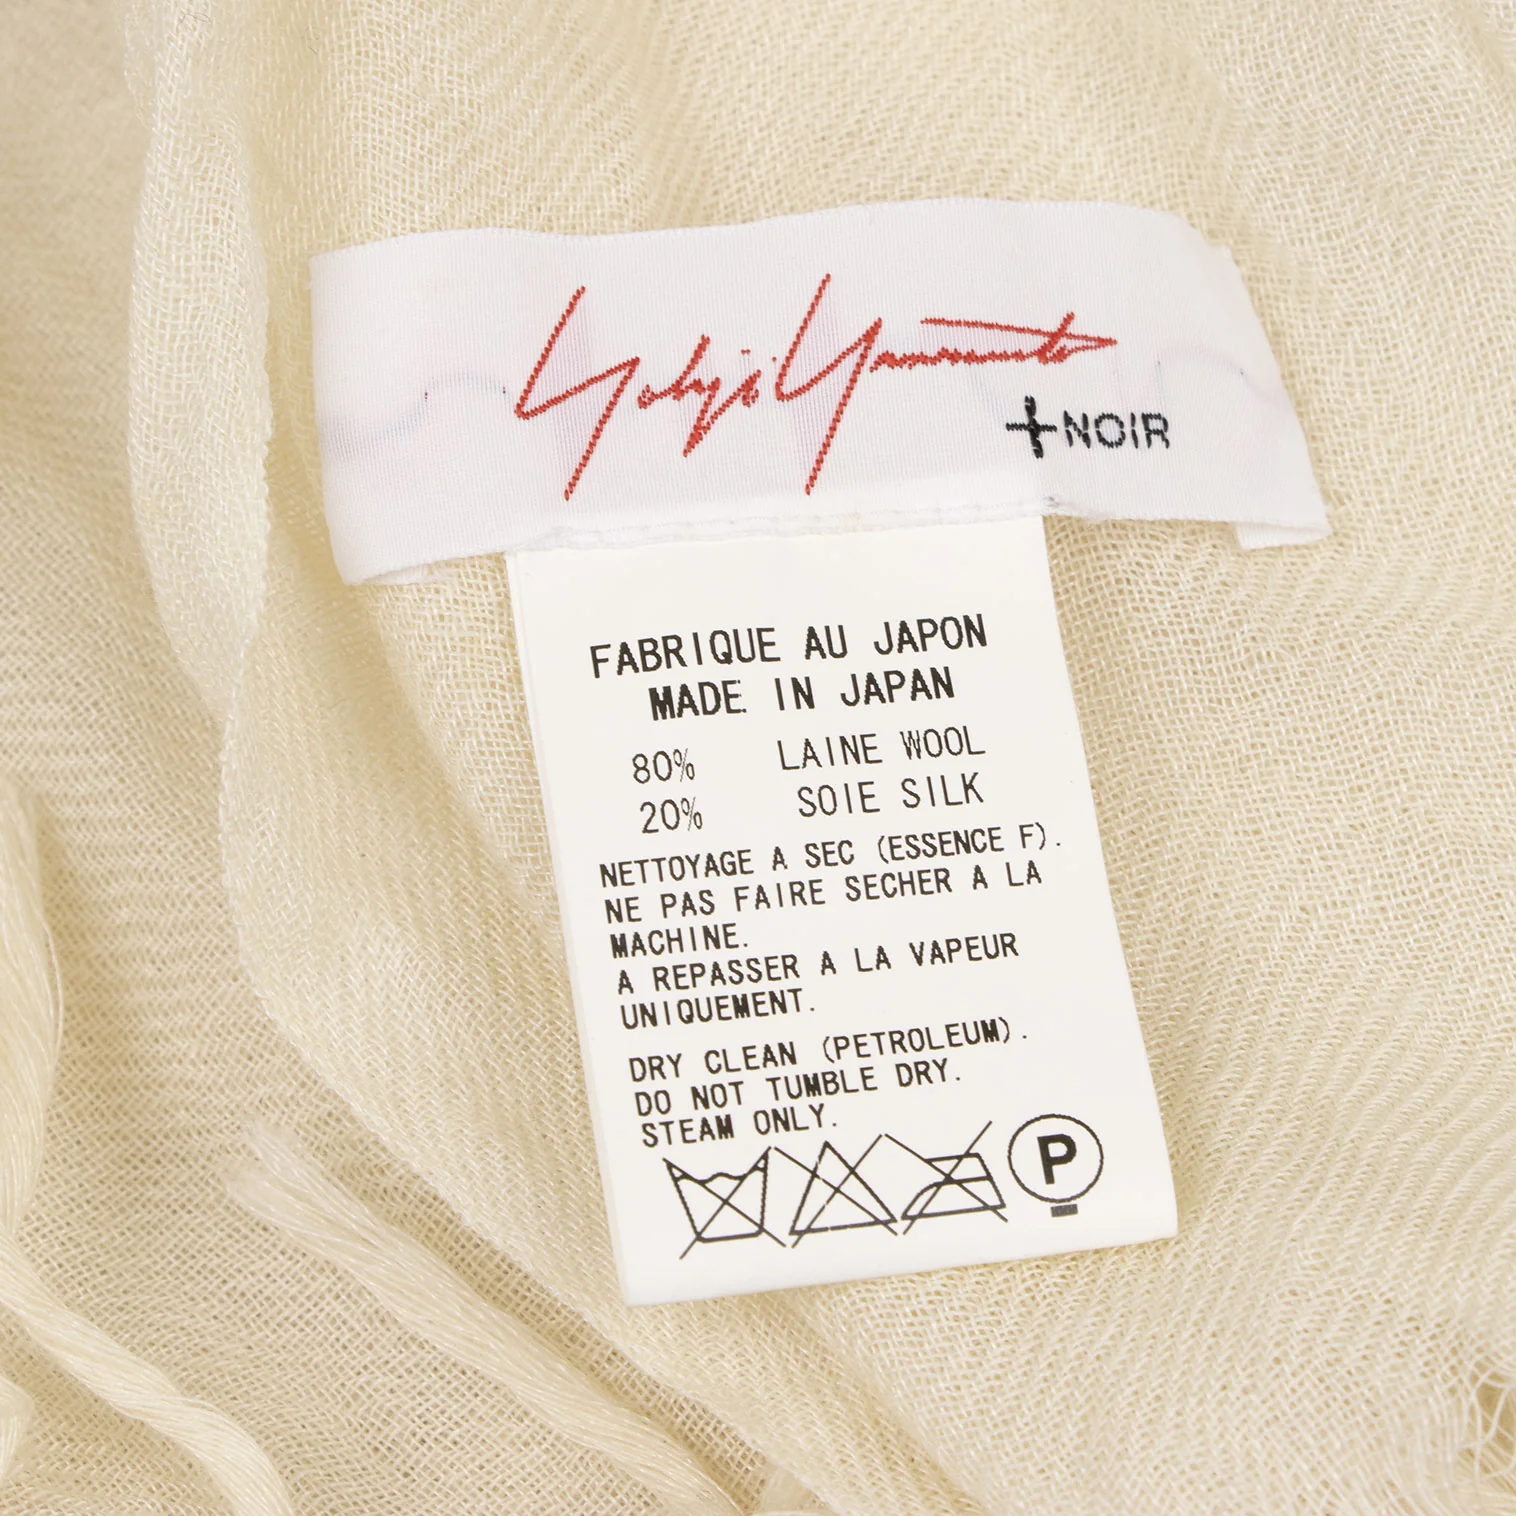 Yohji Yamamoto
+NOIR
FABRIQUE AU JAPON
MADE IN JAPAN
80% LAINE WOOL
20% SOIE SILK
NETTOYAGE A SEC (ESSENCE F).
NE PAS FAIRE SECHER A LA
MACHINE.
A REPASSER A LA VAPEUR
UNIQUEMENT.
DRY CLEAN (PETROLEUM).
DO NOT TUMBLE DRY.
STEAM ONLY.
P